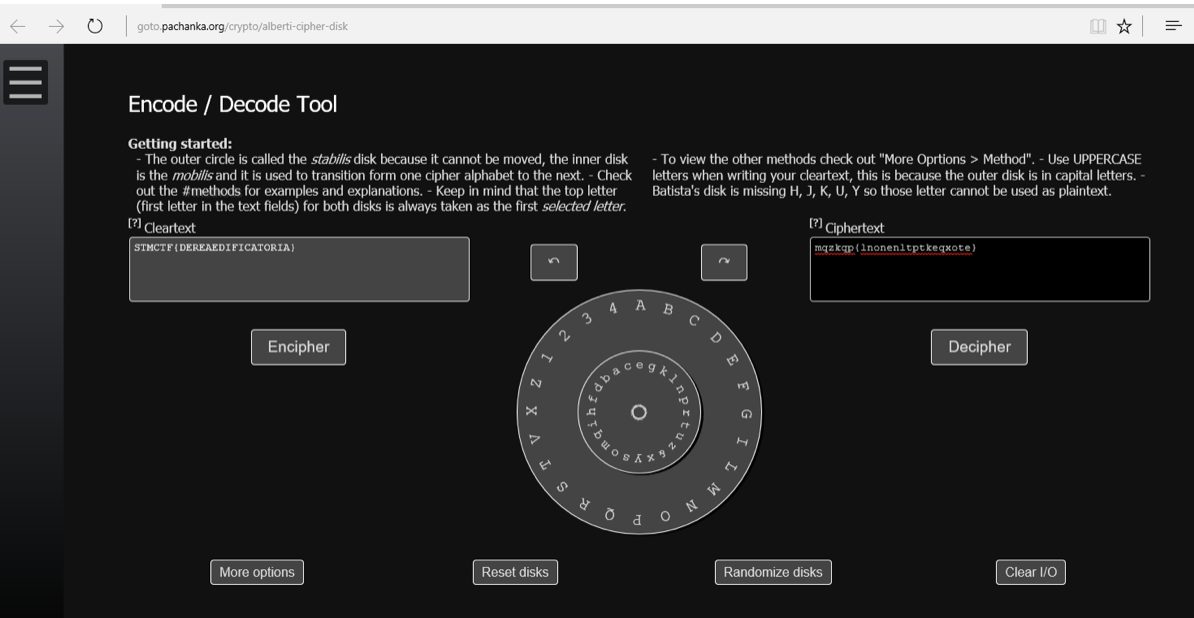 goto.pachanka.org/crypto/alberti-cipher-disk
Encode / Decode Tool
Getting started:
- The outer circle is called the stabilis disk because it cannot be moved, the inner disk
is the mobilis and it is used to transition form one cipher alphabet to the next. - Check
out the #methods for examples and explanations. - Keep in mind that the top letter
(first letter in the text fields) for both disks is always taken as the first selected letter.
- To view the other methods check out "More Oprtions > Method". - Use UPPERCASE
letters when writing your cleartext, this is because the outer disk is in capital letters. -
Batista's disk is missing H, J, K, U, Y so those letter cannot be used as plaintext.
[?] Cleartext
STMCTF{DEREAEDIFICATORIA}
[?] Ciphertext
mqzkqp{lnonenltptkeqxote}
Encipher
Decipher
A B C D E F G I L M N O P Q R S T V X Z 1 2 3 4
e g k l n p r t u z & x y s o m q i h f d b a c
More options
Reset disks
Randomize disks
Clear I/O